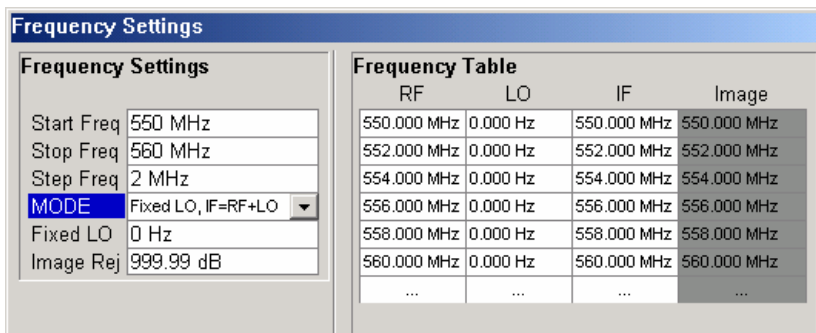 Frequency Settings
Frequency Settings
Start Freq 550 MHz
Stop Freq 560 MHz
Step Freq 2 MHz
MODE Fixed LO, IF=RF+LO
Fixed LO 0 Hz
Image Rej 999.99 dB
Frequency Table
RF LO IF Image
550.000 MHz 0.000 Hz 550.000 MHz 550.000 MHz
552.000 MHz 0.000 Hz 552.000 MHz 552.000 MHz
554.000 MHz 0.000 Hz 554.000 MHz 554.000 MHz
556.000 MHz 0.000 Hz 556.000 MHz 556.000 MHz
558.000 MHz 0.000 Hz 558.000 MHz 558.000 MHz
560.000 MHz 0.000 Hz 560.000 MHz 560.000 MHz
... ... ... ...